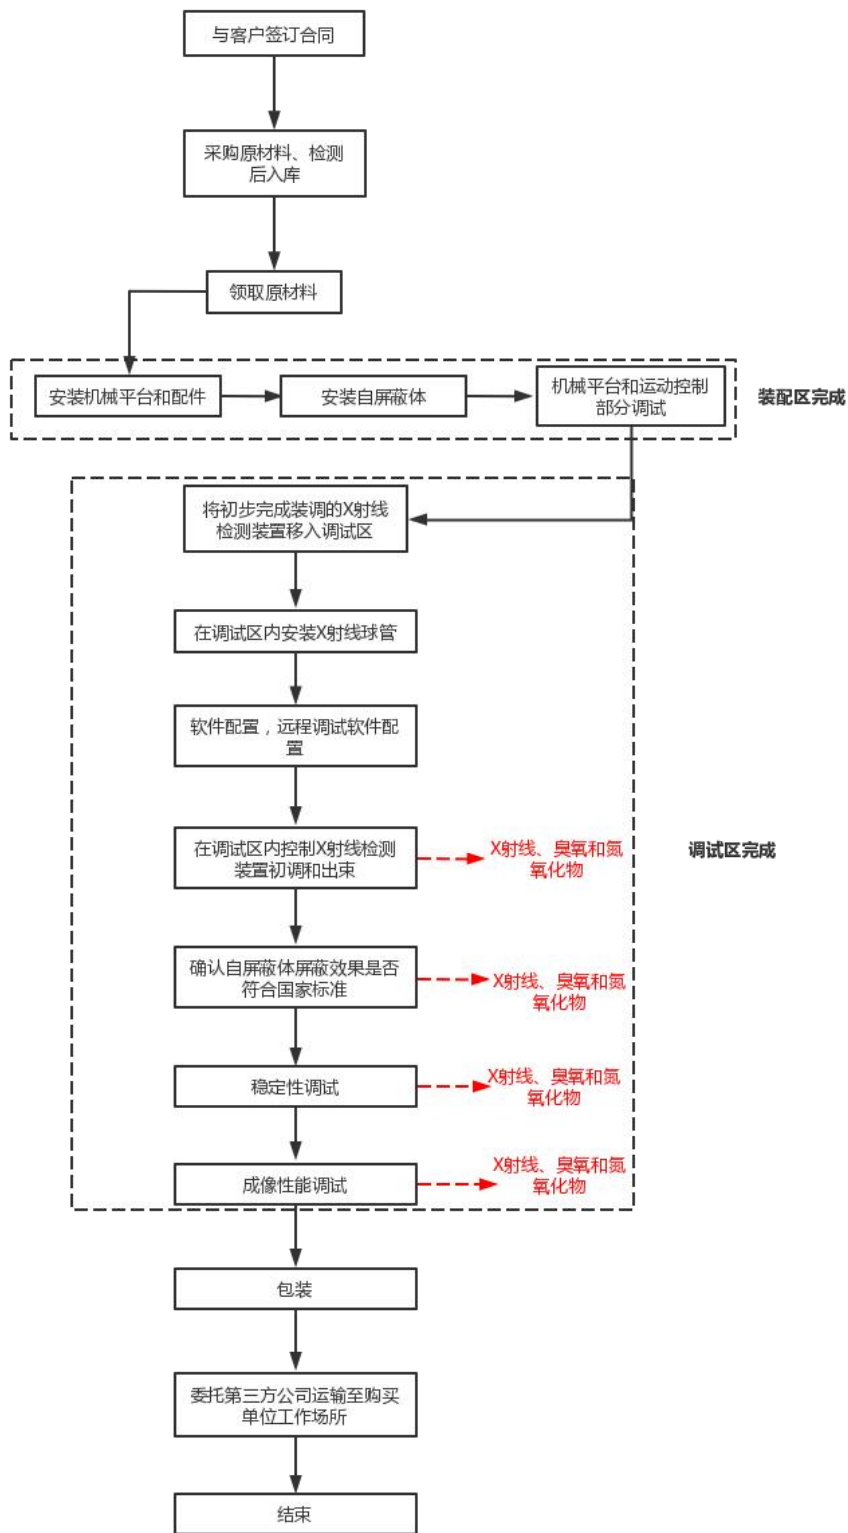 与客户签订合同
采购原材料、检测
后入库
领取原材料
安装机械平台和配件
安装自屏蔽体
机械平台和运动控制
部分调试
装配区完成
将初步完成装调的X射线
检测装置移入调试区
在调试区内安装X射线球管
软件配置，远程调试软件配
置
在调试区内控制X射线检测
装置初调和出束
X射线、臭氧和氮
氧化物
调试区完成
确认自屏蔽体屏蔽效果是否
符合国家标准
X射线、臭氧和氮
氧化物
稳定性调试
X射线、臭氧和氮
氧化物
成像性能调试
X射线、臭氧和氮
氧化物
包装
委托第三方公司运输至购买
单位工作场所
结束